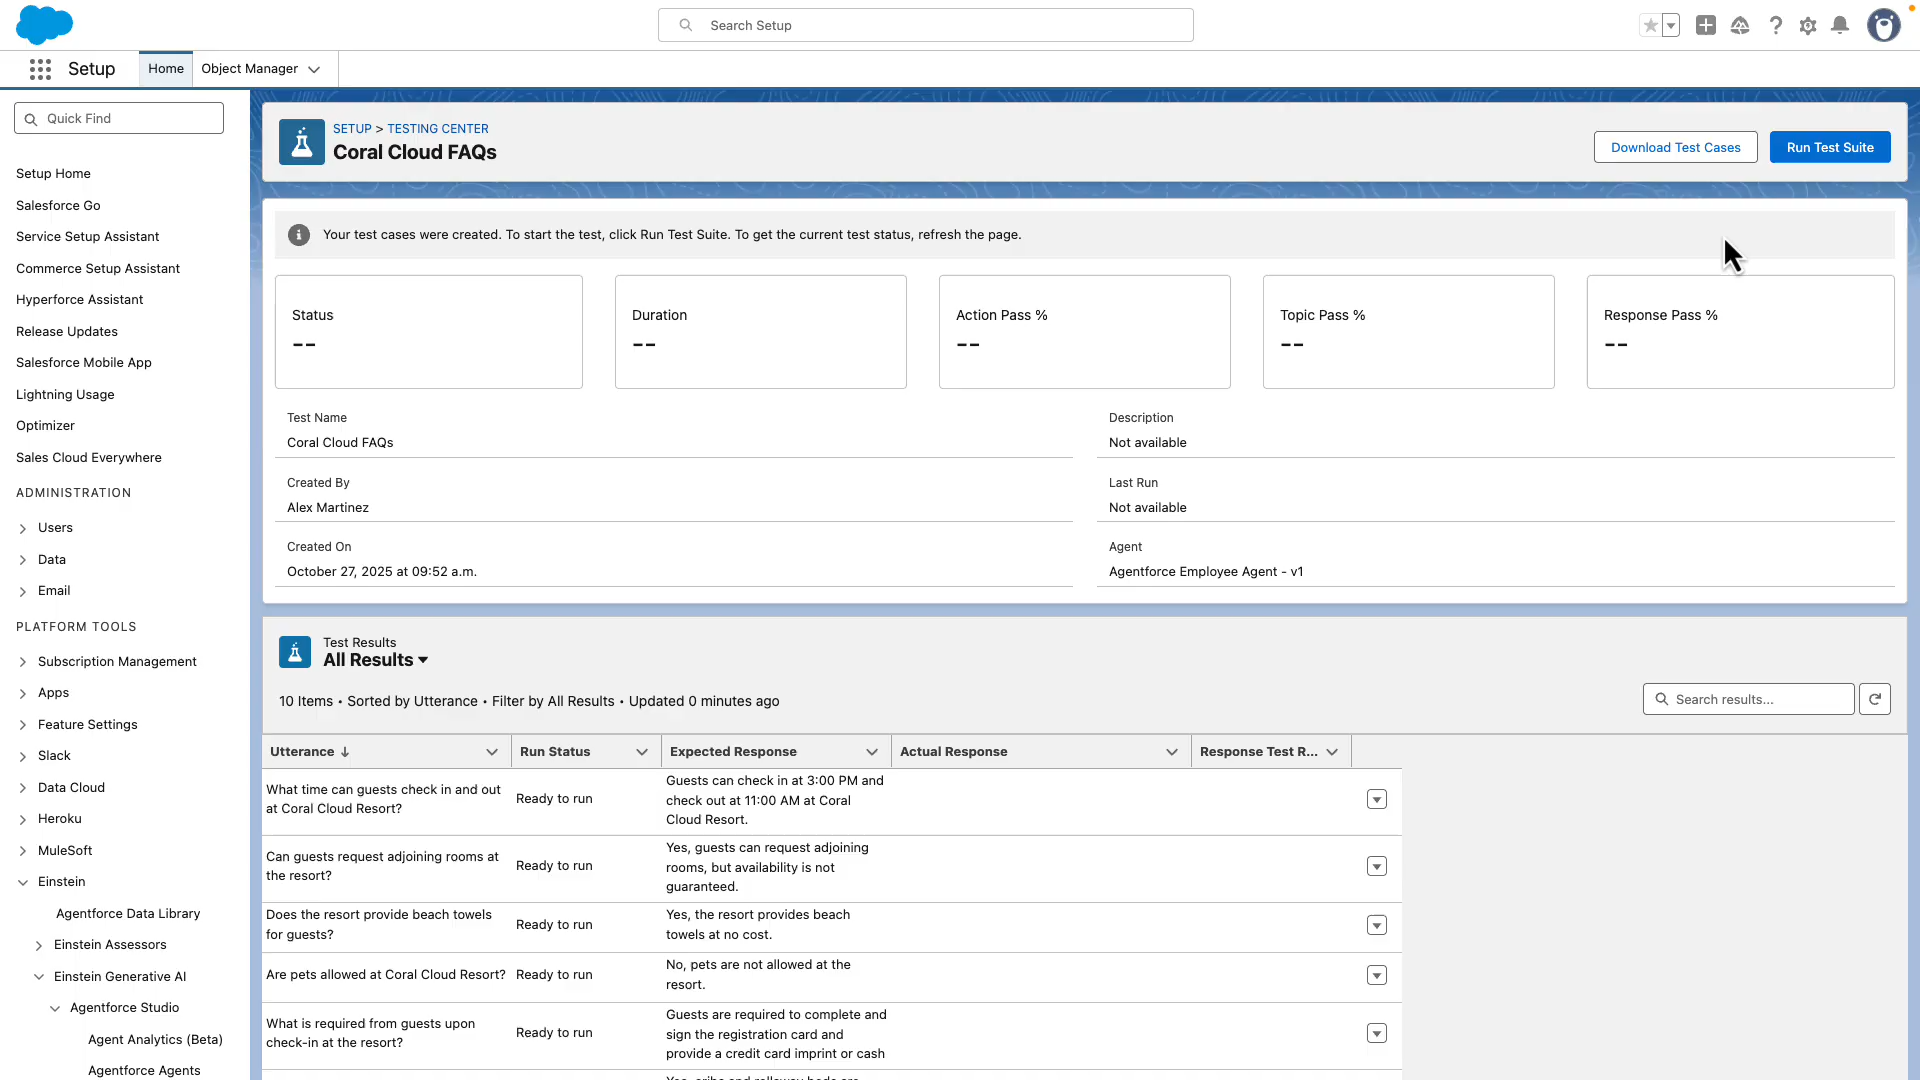 Search Setup
Setup
Home
Object Manager
Quick Find
Setup Home
Salesforce Go
Service Setup Assistant
Commerce Setup Assistant
Hyperforce Assistant
Release Updates
Salesforce Mobile App
Lightning Usage
Optimizer
Sales Cloud Everywhere
ADMINISTRATION
Users
Data
Email
PLATFORM TOOLS
Subscription Management
Apps
Feature Settings
Slack
Data Cloud
Heroku
MuleSoft
Einstein
Agentforce Data Library
Einstein Assessors
Einstein Generative AI
Agentforce Studio
Agent Analytics (Beta)
Agentforce Agents
SETUP > TESTING CENTER
Coral Cloud FAQs
Download Test Cases
Run Test Suite
Your test cases were created. To start the test, click Run Test Suite. To get the current test status, refresh the page.
Status
--
Duration
--
Action Pass %
--
Topic Pass %
--
Response Pass %
--
Test Name
Coral Cloud FAQs
Description
Not available
Created By
Alex Martinez
Last Run
Not available
Created On
October 27, 2025 at 09:52 a.m.
Agent
Agentforce Employee Agent - v1
Test Results
All Results
10 Items • Sorted by Utterance • Filter by All Results • Updated 0 minutes ago
Search results...
Utterance
Run Status
Expected Response
Actual Response
Response Test R...
What time can guests check in and out
at Coral Cloud Resort?
Ready to run
Guests can check in at 3:00 PM and
check out at 11:00 AM at Coral
Cloud Resort.
Can guests request adjoining rooms at
the resort?
Ready to run
Yes, guests can request adjoining
rooms, but availability is not
guaranteed.
Does the resort provide beach towels
for guests?
Ready to run
Yes, the resort provides beach
towels at no cost.
Are pets allowed at Coral Cloud Resort?
Ready to run
No, pets are not allowed at the
resort.
What is required from guests upon
check-in at the resort?
Ready to run
Guests are required to complete and
sign the registration card and
provide a credit card imprint or cash